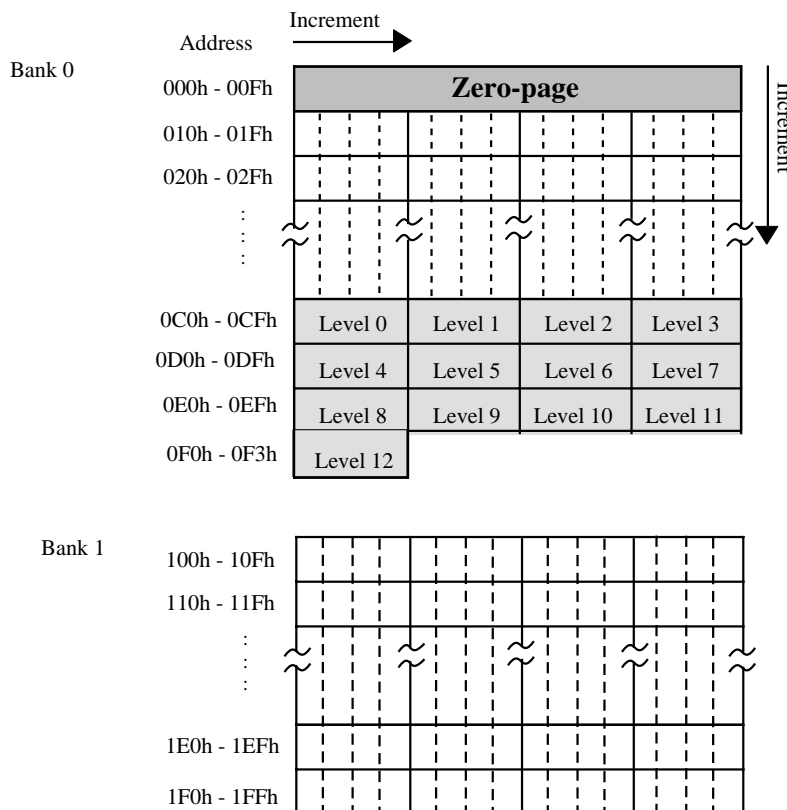 Increment
Address
Bank 0
Increment
000h - 00Fh Zero-page
010h - 01Fh
020h - 02Fh
0C0h - 0CFh Level 0 Level 1 Level 2 Level 3
0D0h - 0DFh Level 4 Level 5 Level 6 Level 7
0E0h - 0EFh Level 8 Level 9 Level 10 Level 11
0F0h - 0F3h Level 12
Bank 1
100h - 10Fh
110h - 11Fh
1E0h - 1EFh
1F0h - 1FFh